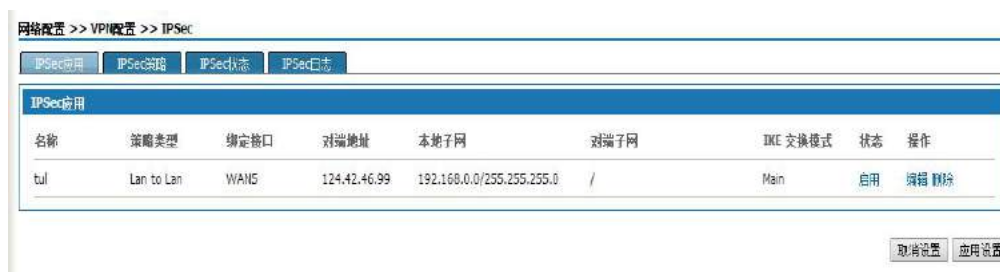 网络配置 >> VPN配置 >> IPSec
IPSec应用 IPSec策略 IPSec状态 IPSec日志
IPSec应用
名称 策略类型 绑定接口 对端地址 本地子网 对端子网 IKE 交换模式 状态 操作
tul Lan to Lan WAN5 124.42.46.99 192.168.0.0/255.255.255.0 / Main 启用 编辑 删除
取消设置 应用设置